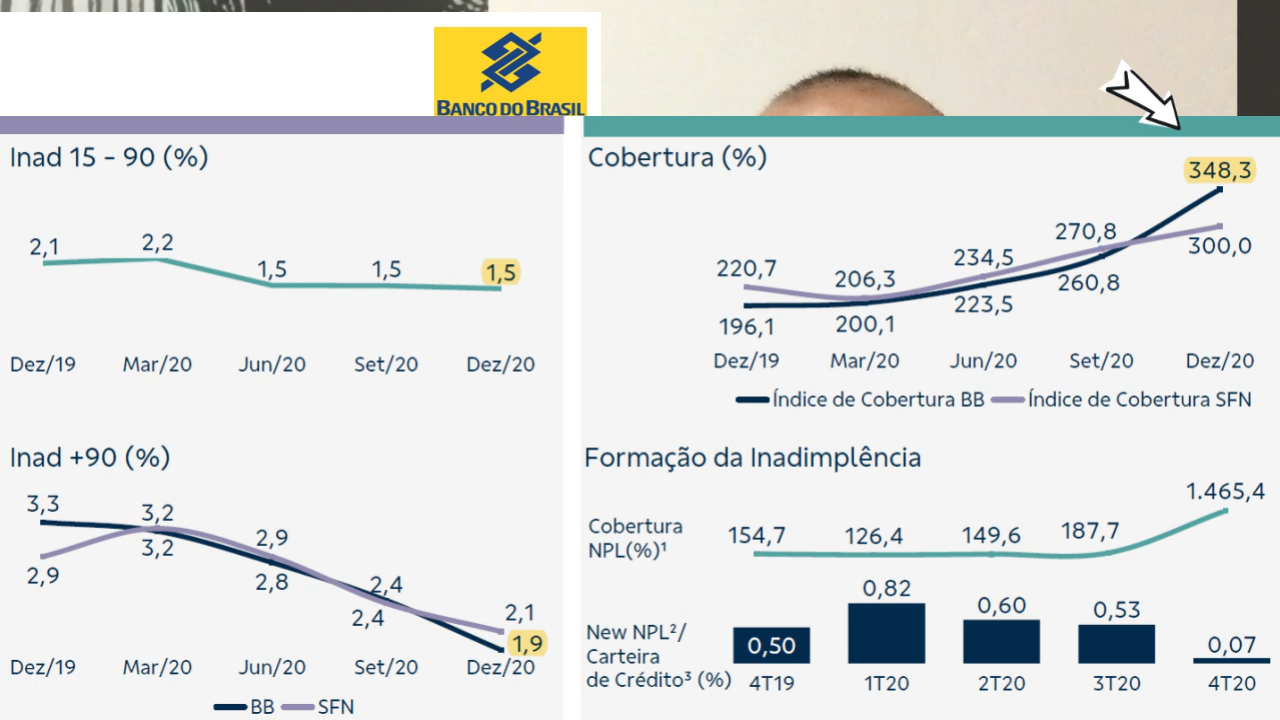 BANCO DO BRASIL
Inad 15 - 90 (%)
2,1 2,2 1,5 1,5 1,5
Dez/19 Mar/20 Jun/20 Set/20 Dez/20
Inad +90 (%)
3,3 3,2 2,9 2,4 2,1
2,9 3,2 2,8 2,4 1,9
Dez/19 Mar/20 Jun/20 Set/20 Dez/20
BB SFN
Cobertura (%)
348,3
220,7 206,3 234,5 270,8 300,0
196,1 200,1 223,5 260,8
Dez/19 Mar/20 Jun/20 Set/20 Dez/20
Índice de Cobertura BB Índice de Cobertura SFN
Formação da Inadimplência
Cobertura
NPL(%)¹
154,7 126,4 149,6 187,7 1.465,4
New NPL²/
Carteira
de Crédito³ (%)
0,50 0,82 0,60 0,53 0,07
4T19 1T20 2T20 3T20 4T20